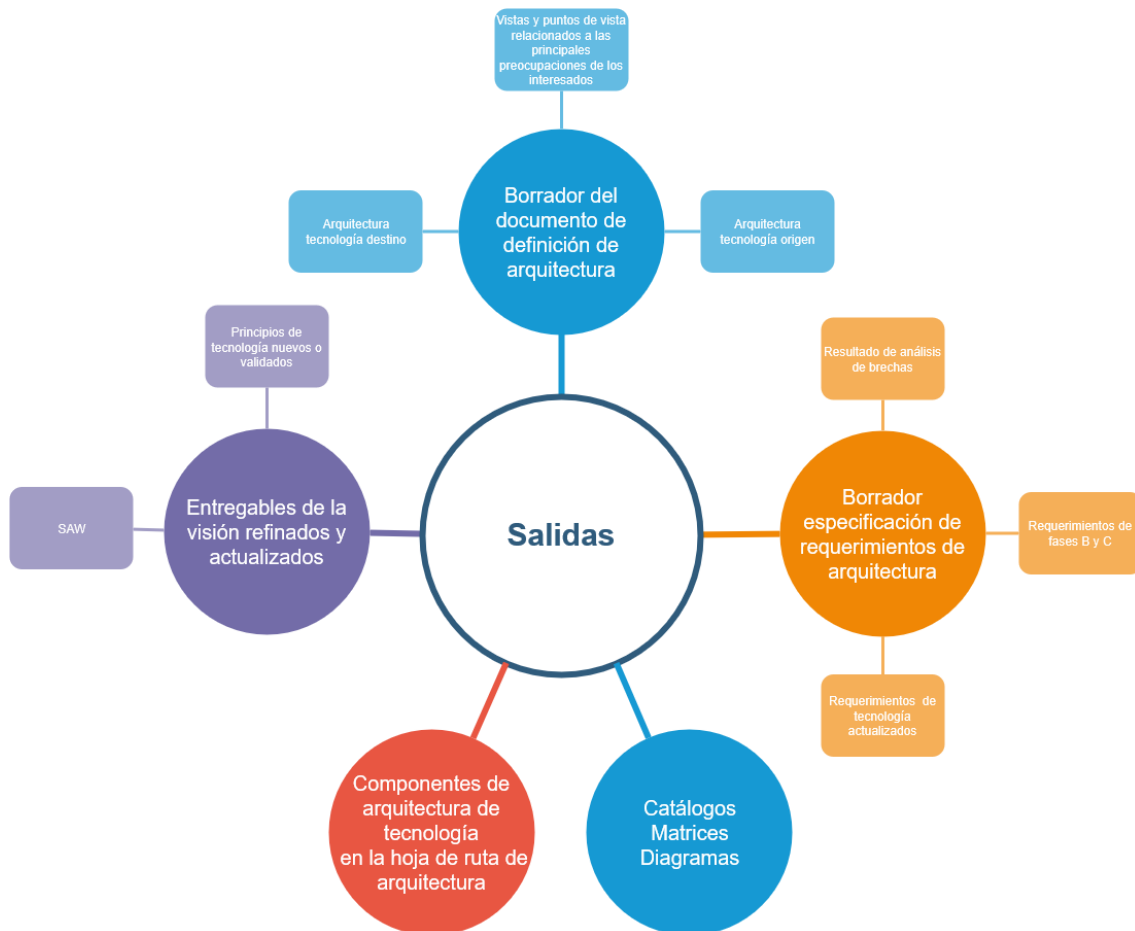 Vistas y puntos de vista
relacionados a las
principales
preocupaciones de los
interesados
Borrador del
documento de
definición de
arquitectura
Arquitectura
tecnología destino
Arquitectura
tecnología origen
Principios de
tecnología nuevos o
validados
Resultado de análisis
de brechas
Entregables de la
visión refinados y
actualizados
SAW
Salidas
Borrador
especificación de
requerimientos de
arquitectura
Requerimientos de
fases B y C
Requerimientos de
tecnología
actualizados
Componentes de
arquitectura de
tecnología
en la hoja de ruta de
arquitectura
Catálogos
Matrices
Diagramas